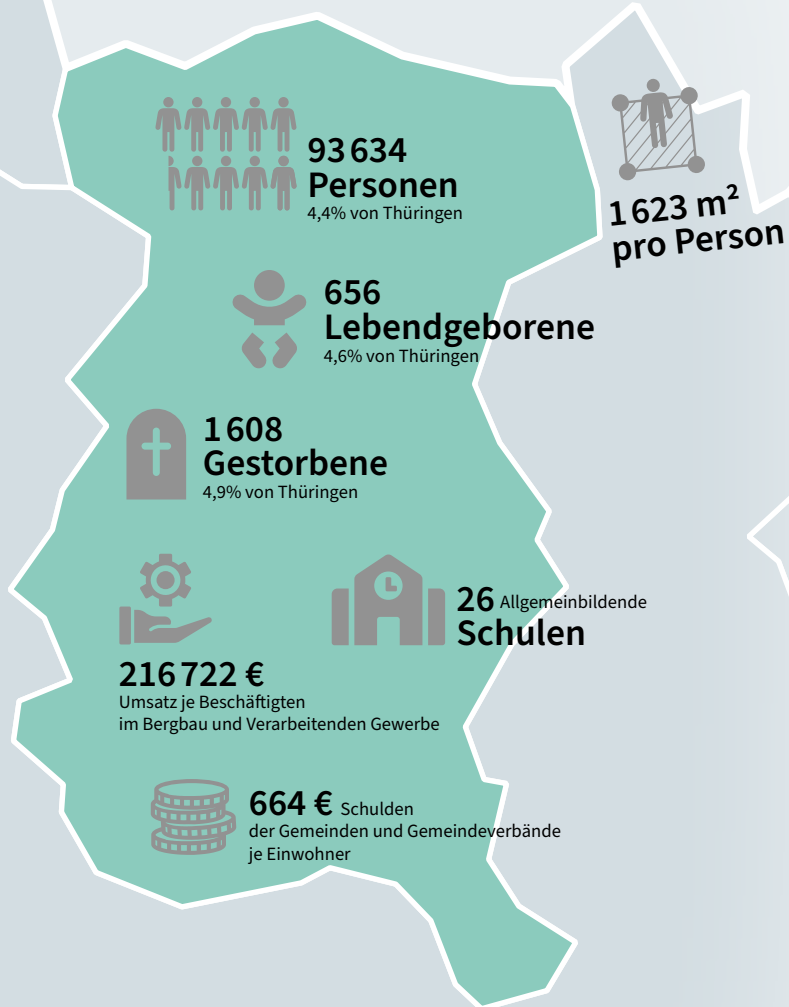 93 634
Personen
4,4% von Thüringen
1 623 m²
pro Person
656
Lebendgeborene
4,6% von Thüringen
1 608
Gestorbene
4,9% von Thüringen
26 Allgemeinbildende
Schulen
216 722 €
Umsatz je Beschäftigten
im Bergbau und Verarbeitenden Gewerbe
664 € Schulden
der Gemeinden und Gemeindeverbände
je Einwohner